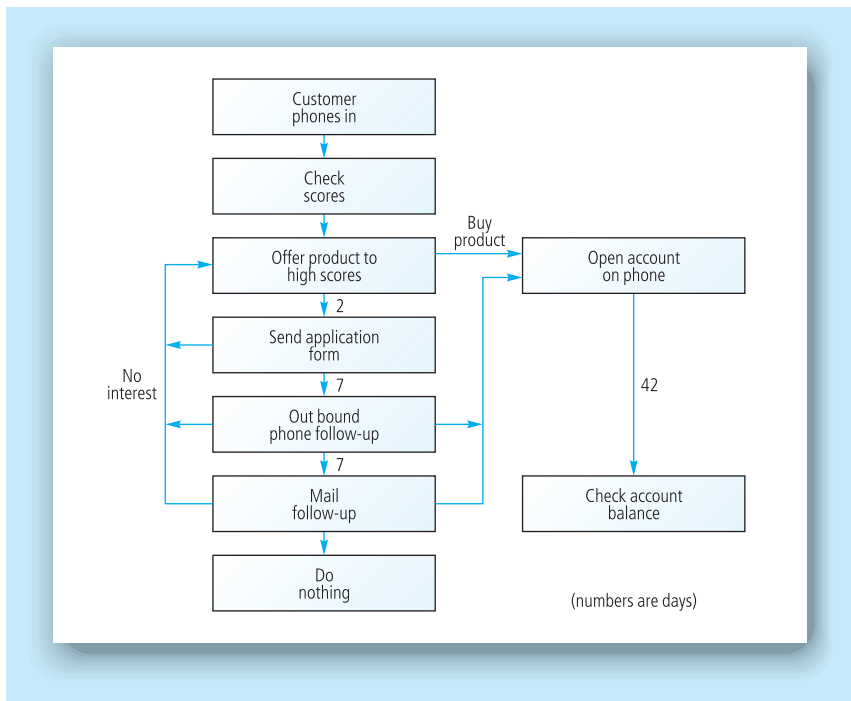 Customer
phones in
Check
scores
Buy
product
Offer product to
high scores
Open account
on phone
2
Send application
form
No
interest
7
42
Out bound
phone follow-up
7
Mail
follow-up
Check account
balance
Do
nothing
(numbers are days)